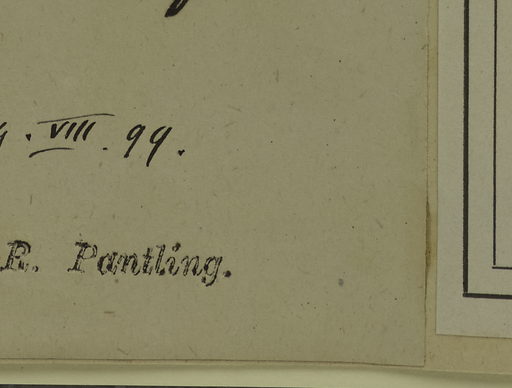 . VIII . 99.
R. Pantling.